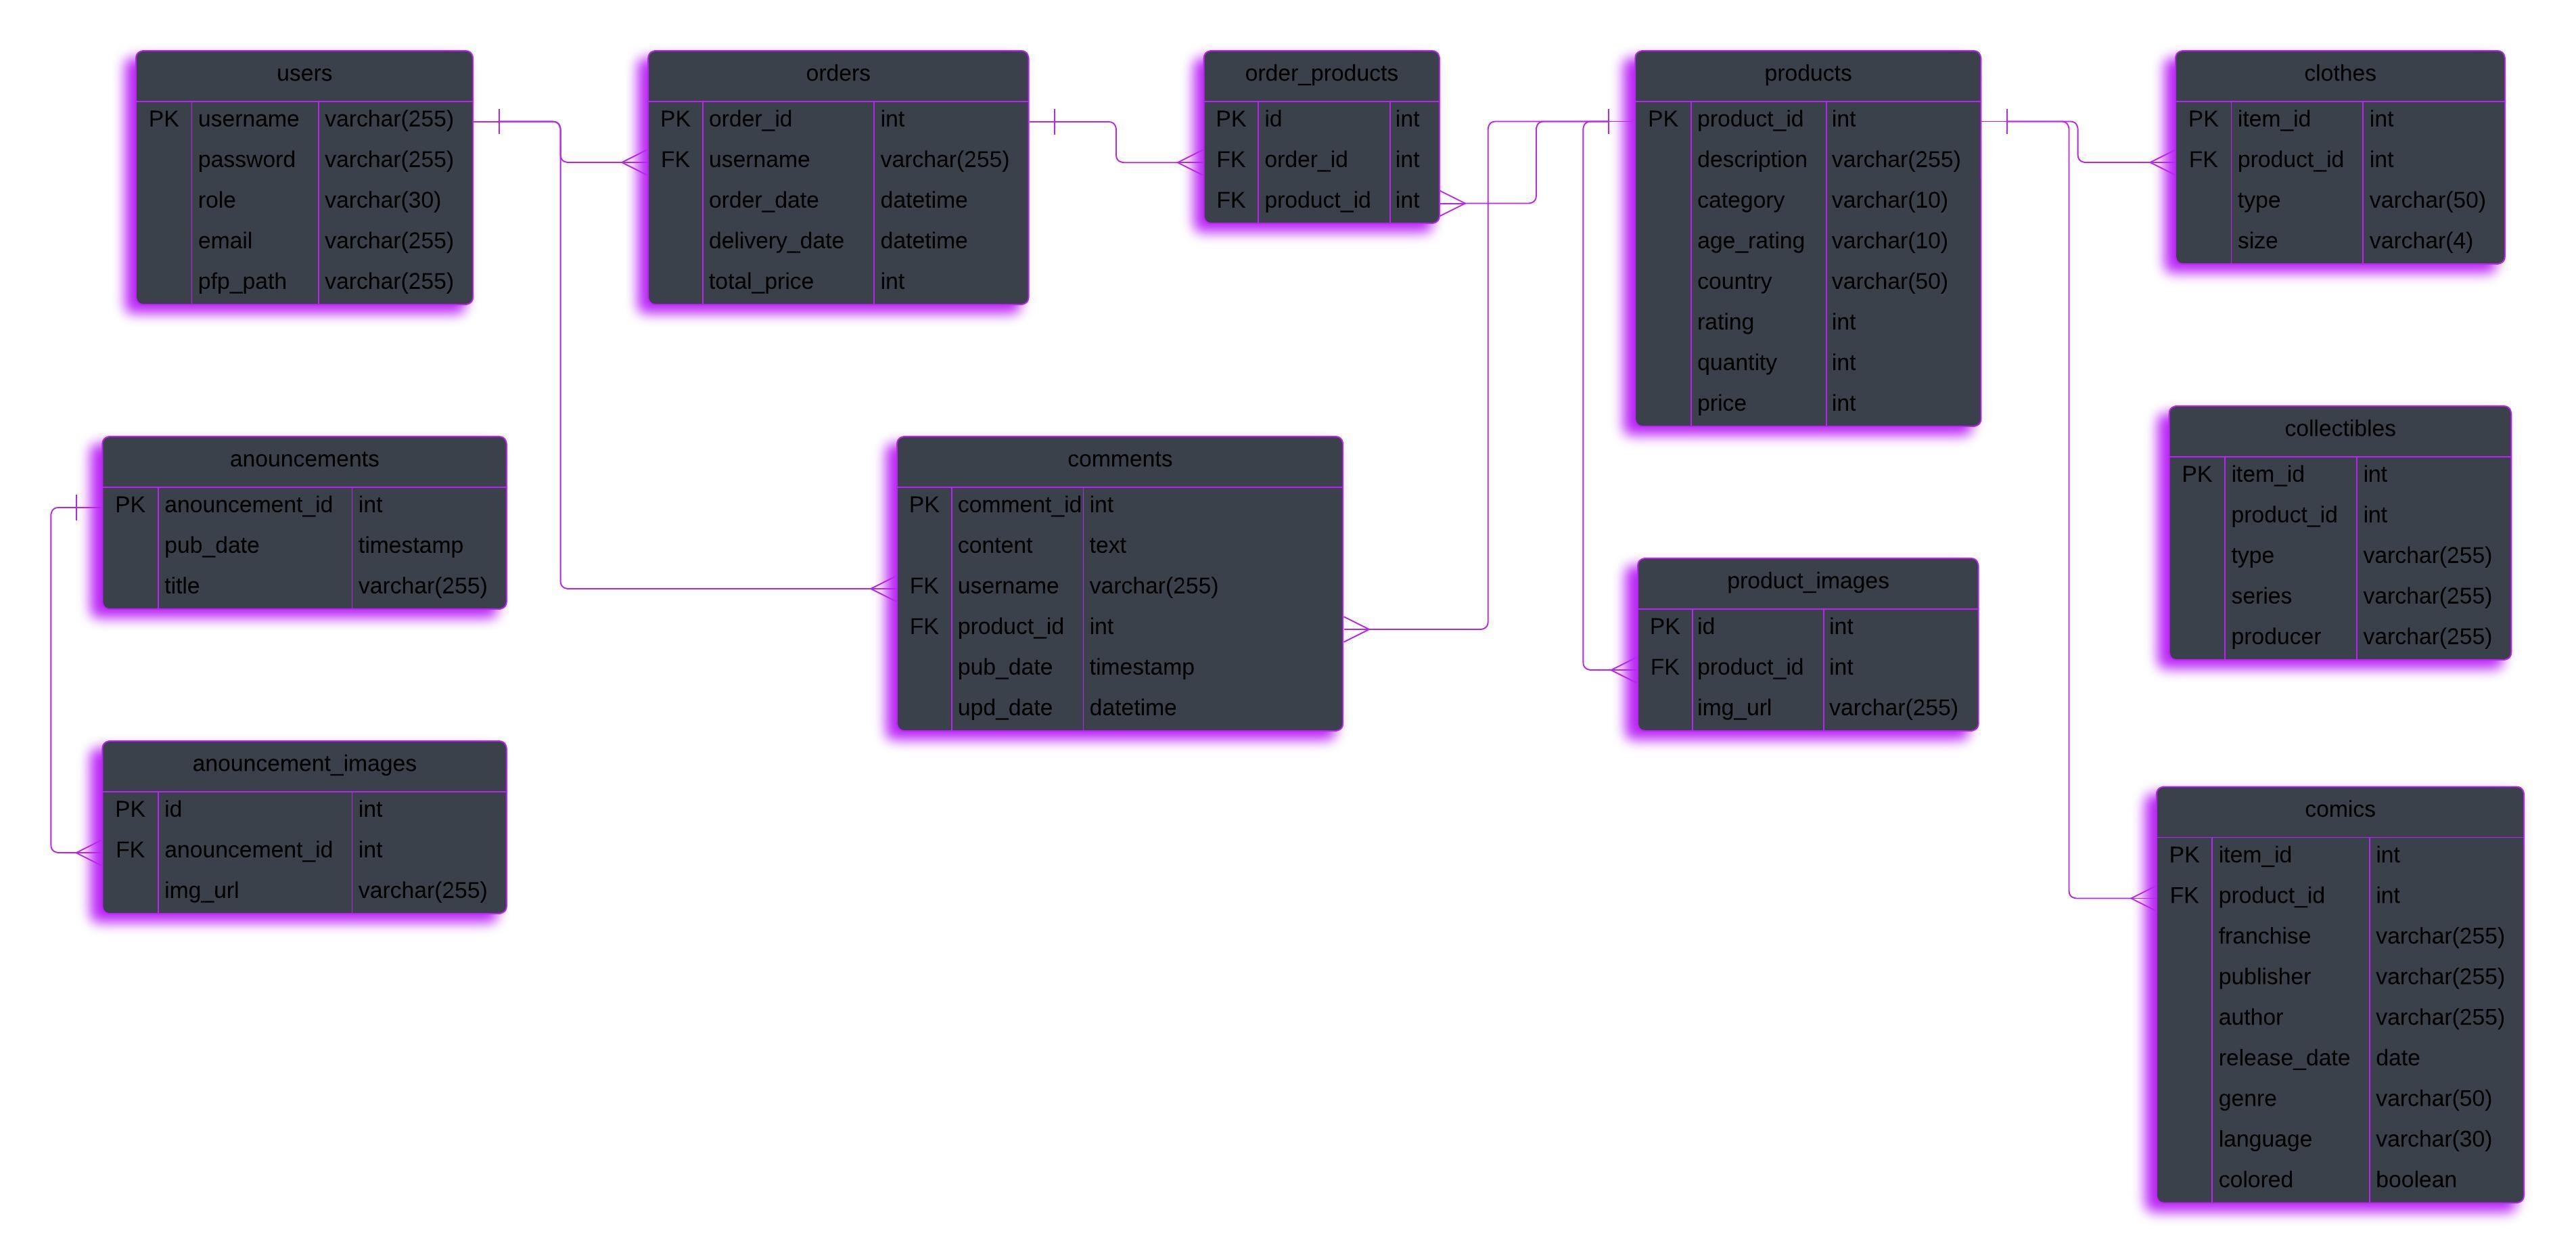 users
PK username varchar(255)
password varchar(255)
role varchar(30)
email varchar(255)
pfp_path varchar(255)
orders
PK order_id int
FK username varchar(255)
order_date datetime
delivery_date datetime
total_price int
order_products
PK id int
FK order_id int
FK product_id int
products
PK product_id int
description varchar(255)
category varchar(10)
age_rating varchar(10)
country varchar(50)
rating int
quantity int
price int
clothes
PK item_id int
FK product_id int
type varchar(50)
size varchar(4)
anouncements
PK anouncement_id int
pub_date timestamp
title varchar(255)
comments
PK comment_id int
content text
FK username varchar(255)
FK product_id int
pub_date timestamp
upd_date datetime
product_images
PK id int
FK product_id int
img_url varchar(255)
collectibles
PK item_id int
product_id int
type varchar(255)
series varchar(255)
producer varchar(255)
anouncement_images
PK id int
FK anouncement_id int
img_url varchar(255)
comics
PK item_id int
FK product_id int
franchise varchar(255)
publisher varchar(255)
author varchar(255)
release_date date
genre varchar(50)
language varchar(30)
colored boolean